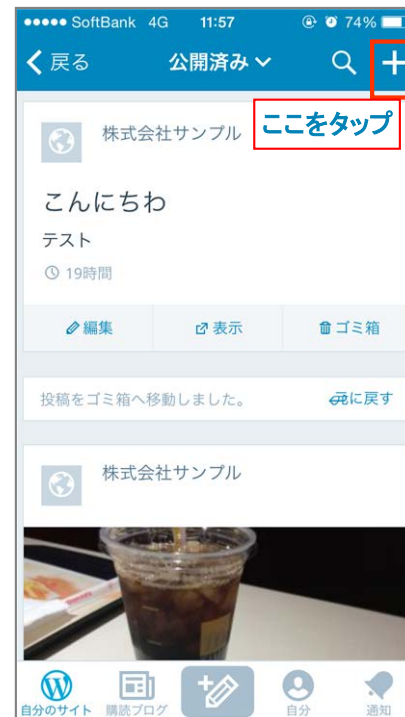 ●●●●● SoftBank 4G 11:57 74%
戻る 公開済み
ここをタップ
株式会社サンプル
こんにちわ
テスト
19時間
編集 表示 ゴミ箱
投稿をゴミ箱へ移動しました。 元に戻す
株式会社サンプル
自分のサイト 購読ブログ 自分 通知